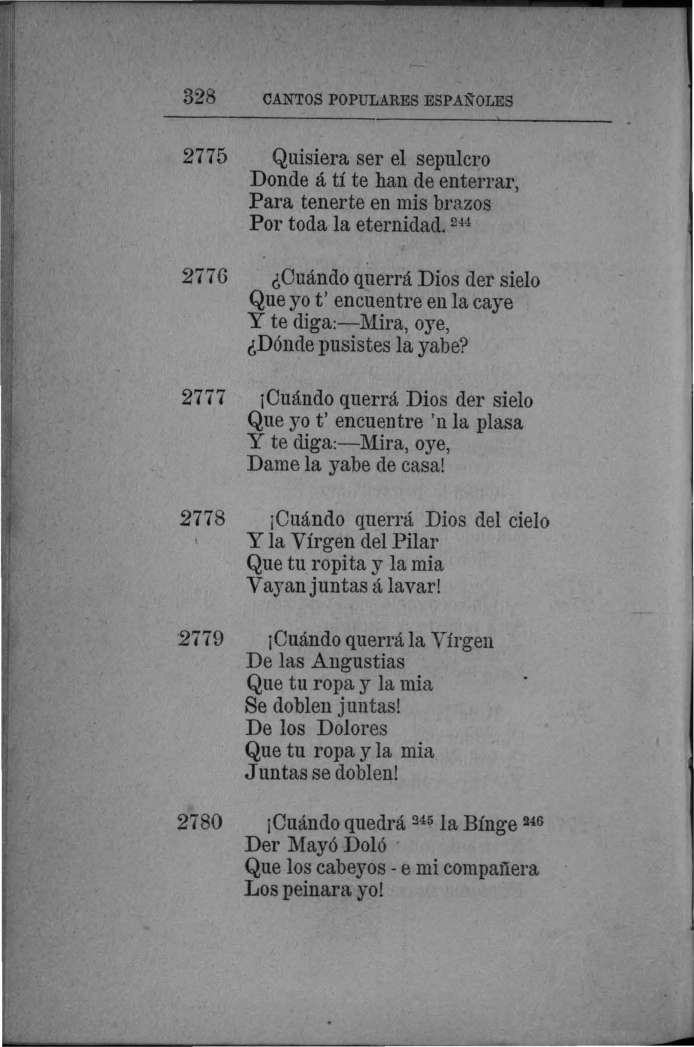 328 CANTOS POPULARES ESPAÑOLES
2775 Quisiera ser el sepulcro
Donde á tí te han de enterrar,
Para tenerte en mis brazos
Por toda la eternidad. 244
2776 ¿Cuándo querrá Dios der sielo
Que yo t' encuentre en la caye
Y te diga:—Mira, oye,
¿Dónde pusistes la yabe?
2777 ¡Cuándo querrá Dios der sielo
Que yo t' encuentre 'n la plasa
Y te diga:—Mira, oye,
Dame la yabe de casa!
2778 ¡Cuándo querrá Dios del cielo
Y la Vírgen del Pilar
Que tu ropita y la mia
Vayan juntas á lavar!
2779 ¡Cuándo querrá la Vírgen
De las Angustias
Que tu ropa y la mia
Se doblen juntas!
De los Dolores
Que tu ropa y la mia
Juntas se doblen!
2780 ¡Cuándo quedrá 245 la Bínge 246
Der Mayó Doló
Que los cabeyos - e mi compañera
Los peinara yo!